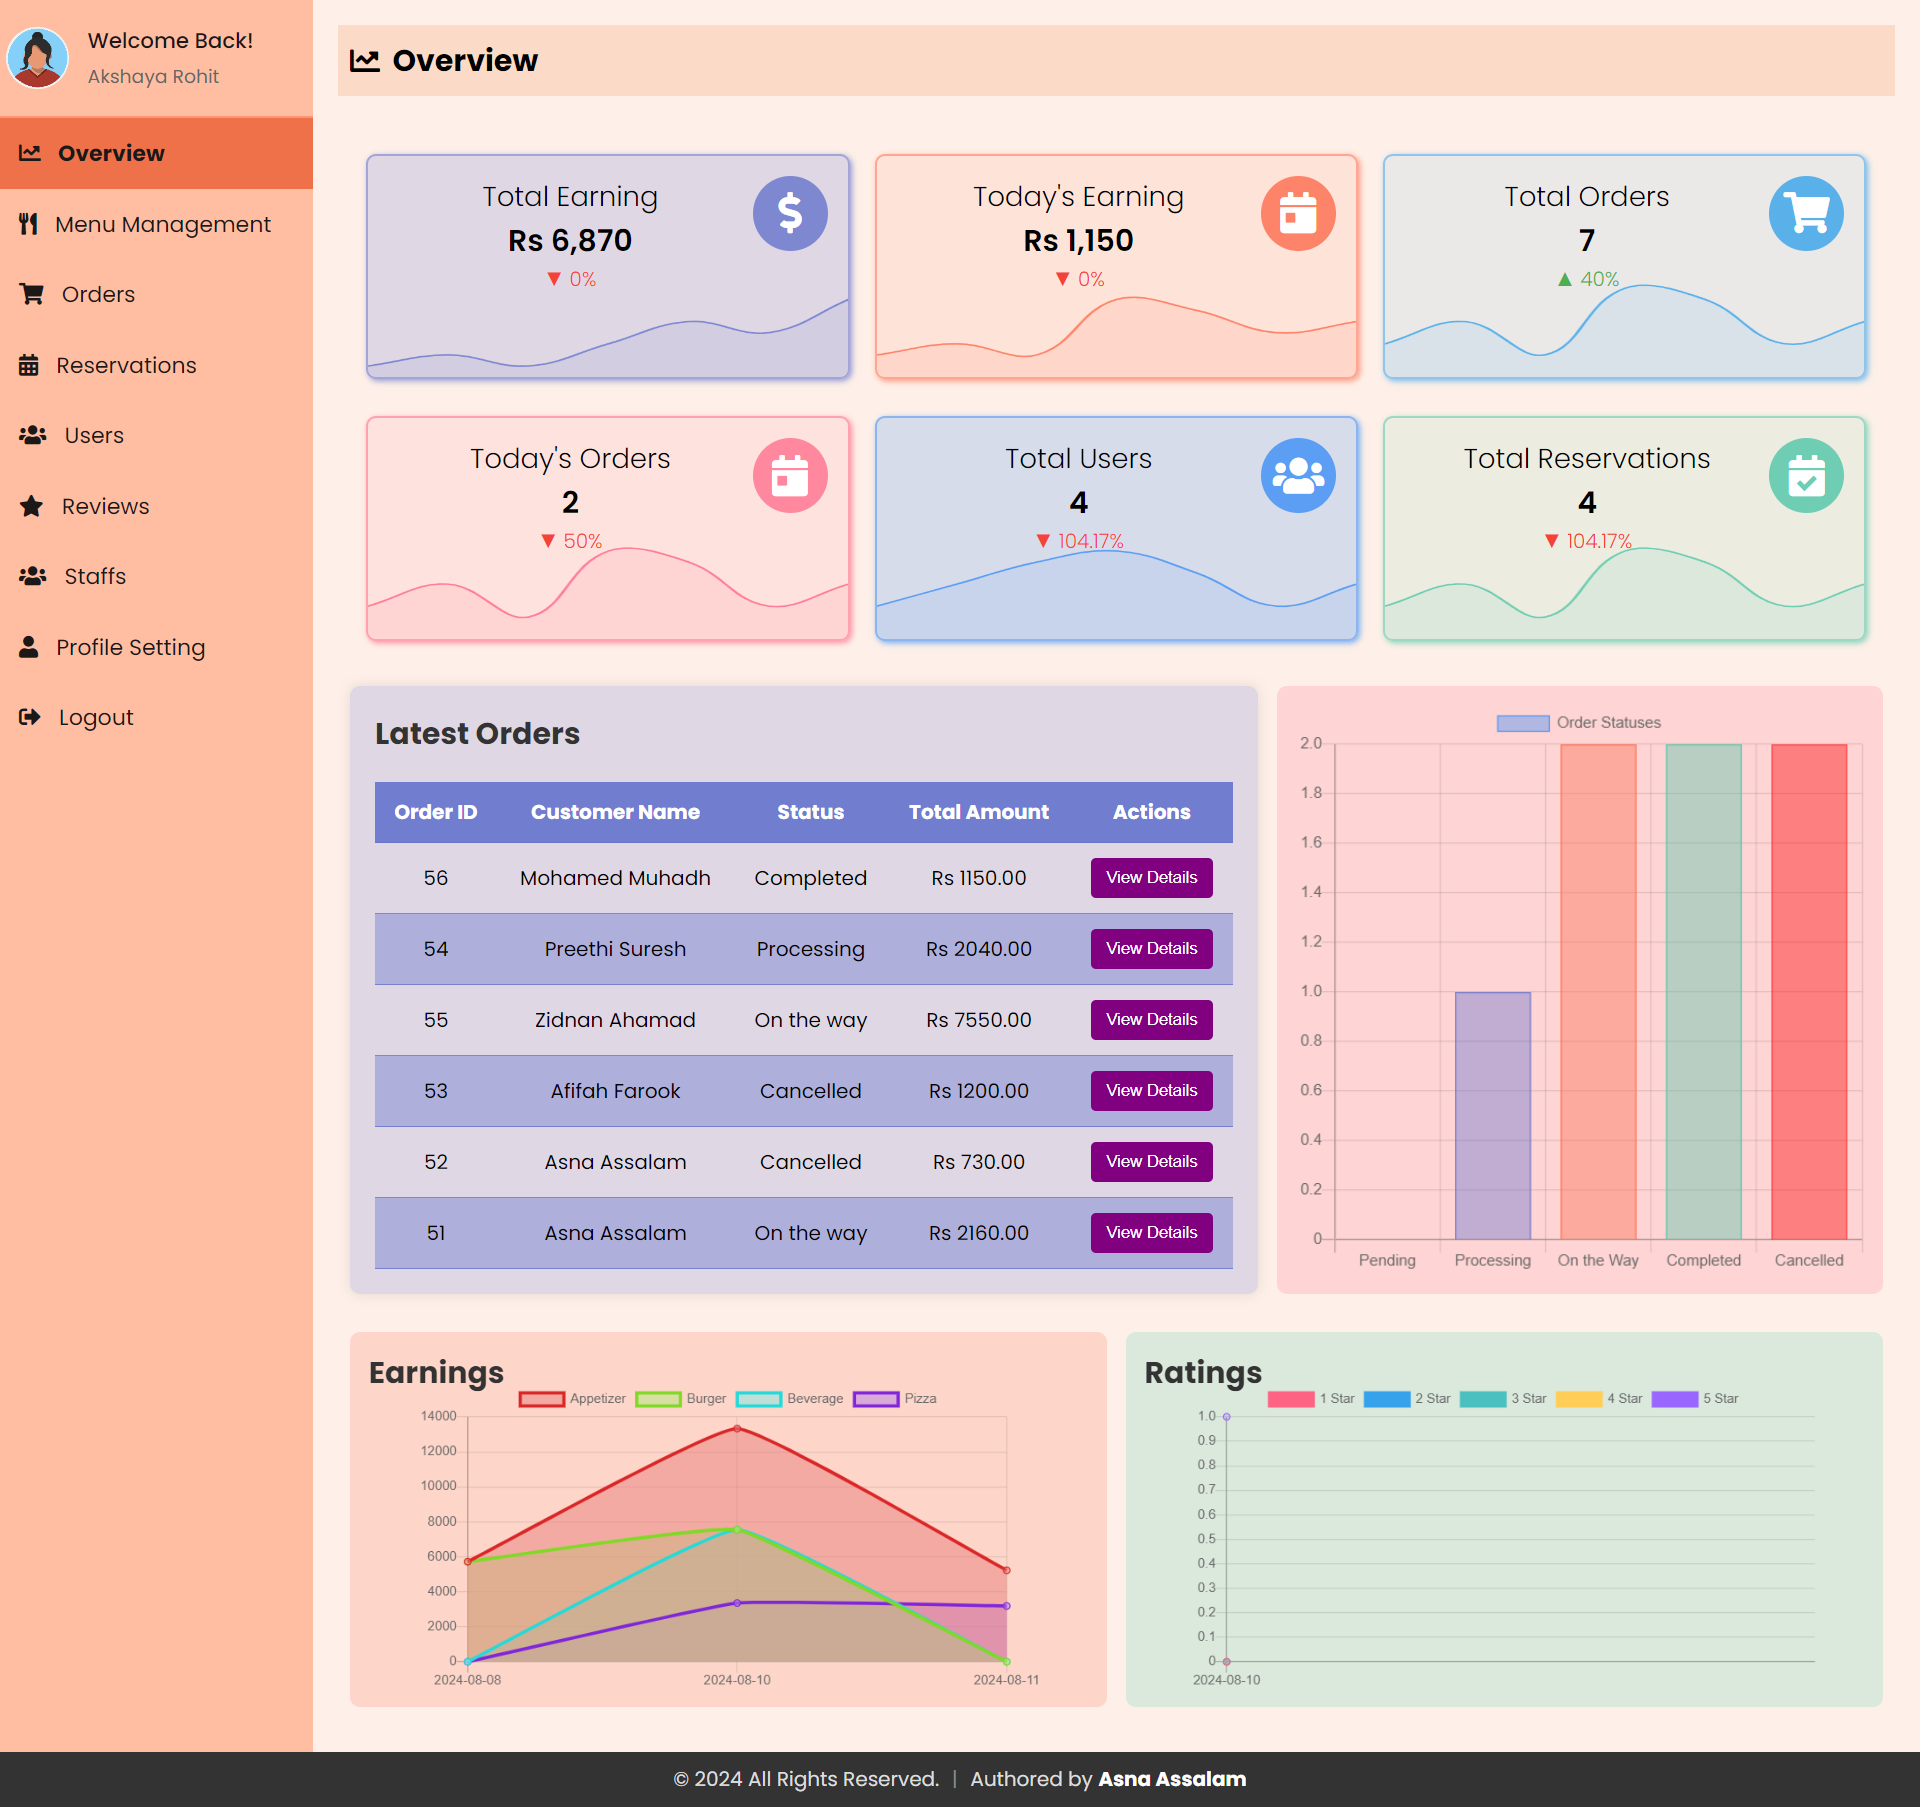 Welcome Back!
Akshaya Rohit
Overview
Menu Management
Orders
Reservations
Users
Reviews
Staffs
Profile Setting
Logout
Overview
Total Earning
Rs 6,870
▼ 0%
Today's Earning
Rs 1,150
▼ 0%
Total Orders
7
▲ 40%
Today's Orders
2
▼ 50%
Total Users
4
▼ 104.17%
Total Reservations
4
▼ 104.17%
Latest Orders
Order ID Customer Name Status Total Amount Actions
56 Mohamed Muhadh Completed Rs 1150.00 View Details
54 Preethi Suresh Processing Rs 2040.00 View Details
55 Zidnan Ahamad On the way Rs 7550.00 View Details
53 Afifah Farook Cancelled Rs 1200.00 View Details
52 Asna Assalam Cancelled Rs 730.00 View Details
51 Asna Assalam On the way Rs 2160.00 View Details
Order Statuses
2.0
1.8
1.6
1.4
1.2
1.0
0.8
0.6
0.4
0.2
0
Pending Processing On the Way Completed Cancelled
Earnings
Appetizer Burger Beverage Pizza
14000
12000
10000
8000
6000
4000
2000
0
2024-08-08 2024-08-10 2024-08-11
Ratings
1 Star 2 Star 3 Star 4 Star 5 Star
1.0
0.9
0.8
0.7
0.6
0.5
0.4
0.3
0.2
0.1
0
2024-08-10
© 2024 All Rights Reserved. | Authored by Asna Assalam